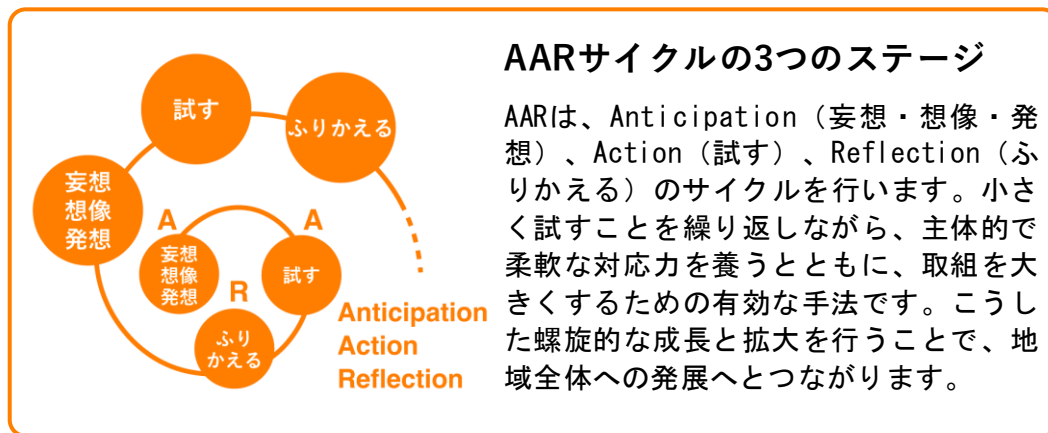 AARサイクルの3つのステージ
AARは、Anticipation（妄想・想像・発
想）、Action（試す）、Reflection（ふ
りかえる）のサイクルを行います。小さ
く試すことを繰り返しながら、主体的で
柔軟な対応力を養うとともに、取組を大
きくするための有効な手法です。こうし
た螺旋的な成長と拡大を行うことで、地
域全体への発展へとつながります。
試す
ふりかえる
妄想
想像
発想
A
A
妄想
想像
発想
試す
R
ふり
かえる
Anticipation
Action
Reflection